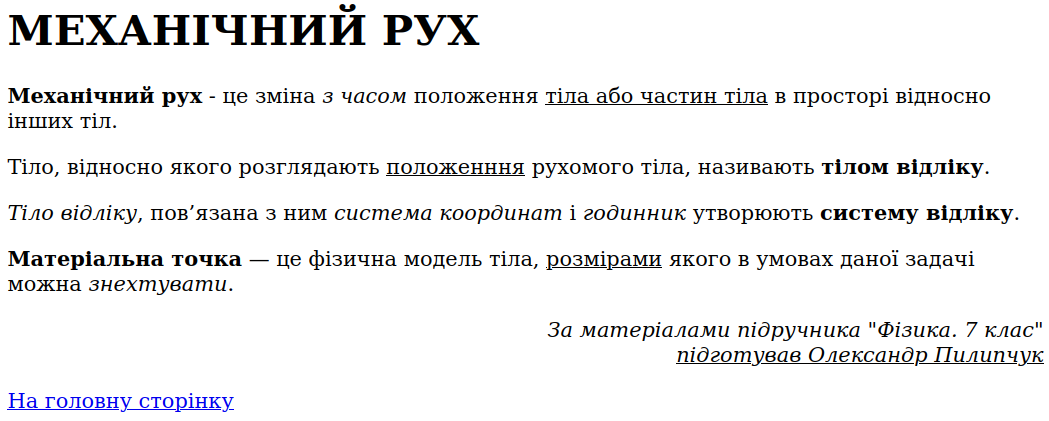 МЕХАНІЧНИЙ РУХ
Механічний рух - це зміна з часом положення тіла або частин тіла в просторі відносно
інших тіл.
Тіло, відносно якого розглядають положенння рухомого тіла, називають тілом відліку.
Тіло відліку, пов’язана з ним система координат і годинник утворюють систему відліку.
Матеріальна точка — це фізична модель тіла, розмірами якого в умовах даної задачі
можна знехтувати.
За матеріалами підручника "Фізика. 7 клас"
підготував Олександр Пилипчук
На головну сторінку